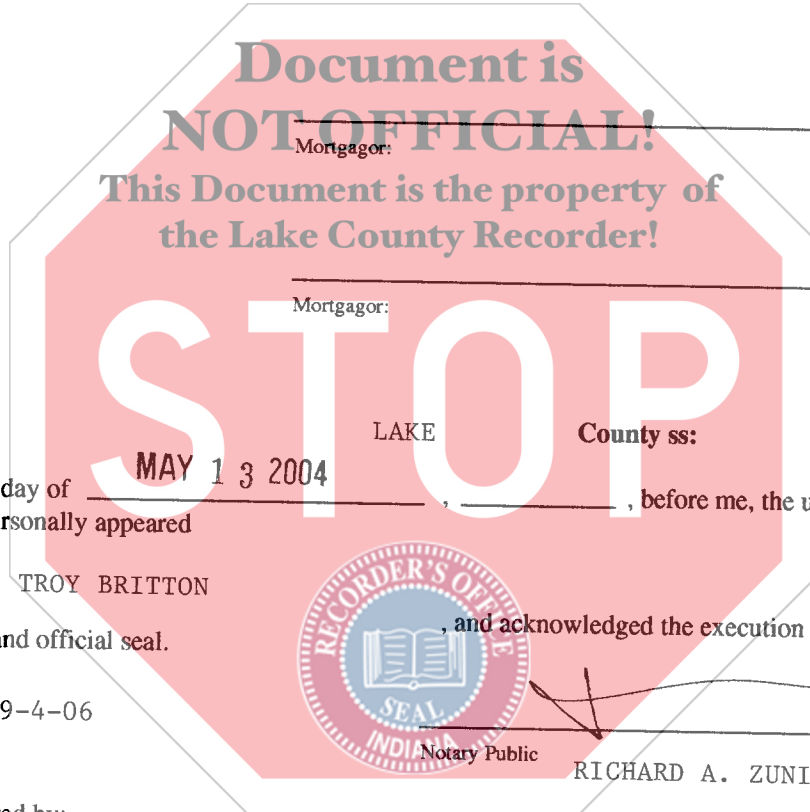 Document is
NOT OFFICIAL!
Mortgagor:
This Document is the property of
the Lake County Recorder!
Mortgagor:
STOP
LAKE County ss:
day of MAY 13 2004 , , before me, the u
rsonally appeared
TROY BRITTON
, and acknowledged the execution
nd official seal.
RECORDER'S OFFICE
SEAL
INDIANA
9-4-06
Notary Public
RICHARD A. ZUNI